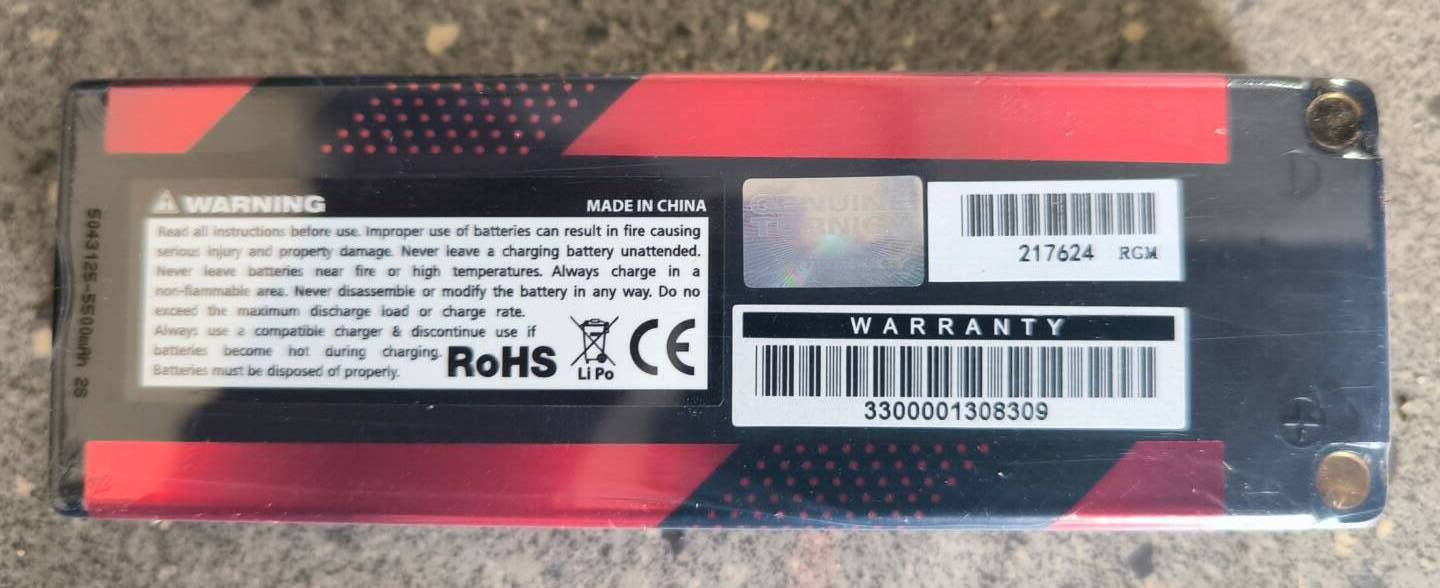 WARNING
MADE IN CHINA
Read all instructions before use. Improper use of batteries can result in fire causing
serious injury and property damage. Never leave a charging battery unattended.
Never leave batteries near fire or high temperatures. Always charge in a
non-flammable area. Never disassemble or modify the battery in any way. Do no
exceed the maximum discharge load or charge rate.
Always use a compatible charger & discontinue use if
batteries become hot during charging.
Batteries must be disposed of properly.
RoHS
Li Po
CE
5043125-5500mAh 2S
GENUINE
TURNIGY
217624 RGM
WARRANTY
3300001308309
+